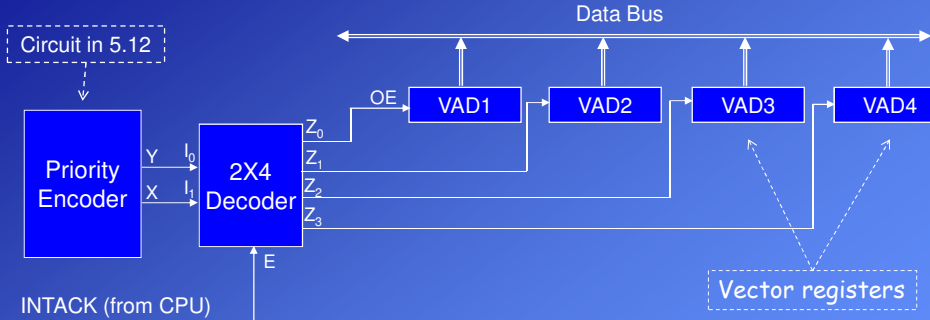 Data Bus
Circuit in 5.12
OE
VAD1
VAD2
VAD3
VAD4
Priority
Encoder
Y
X
I0
I1
2X4
Decoder
Z0
Z1
Z2
Z3
E
INTACK (from CPU)
Vector registers